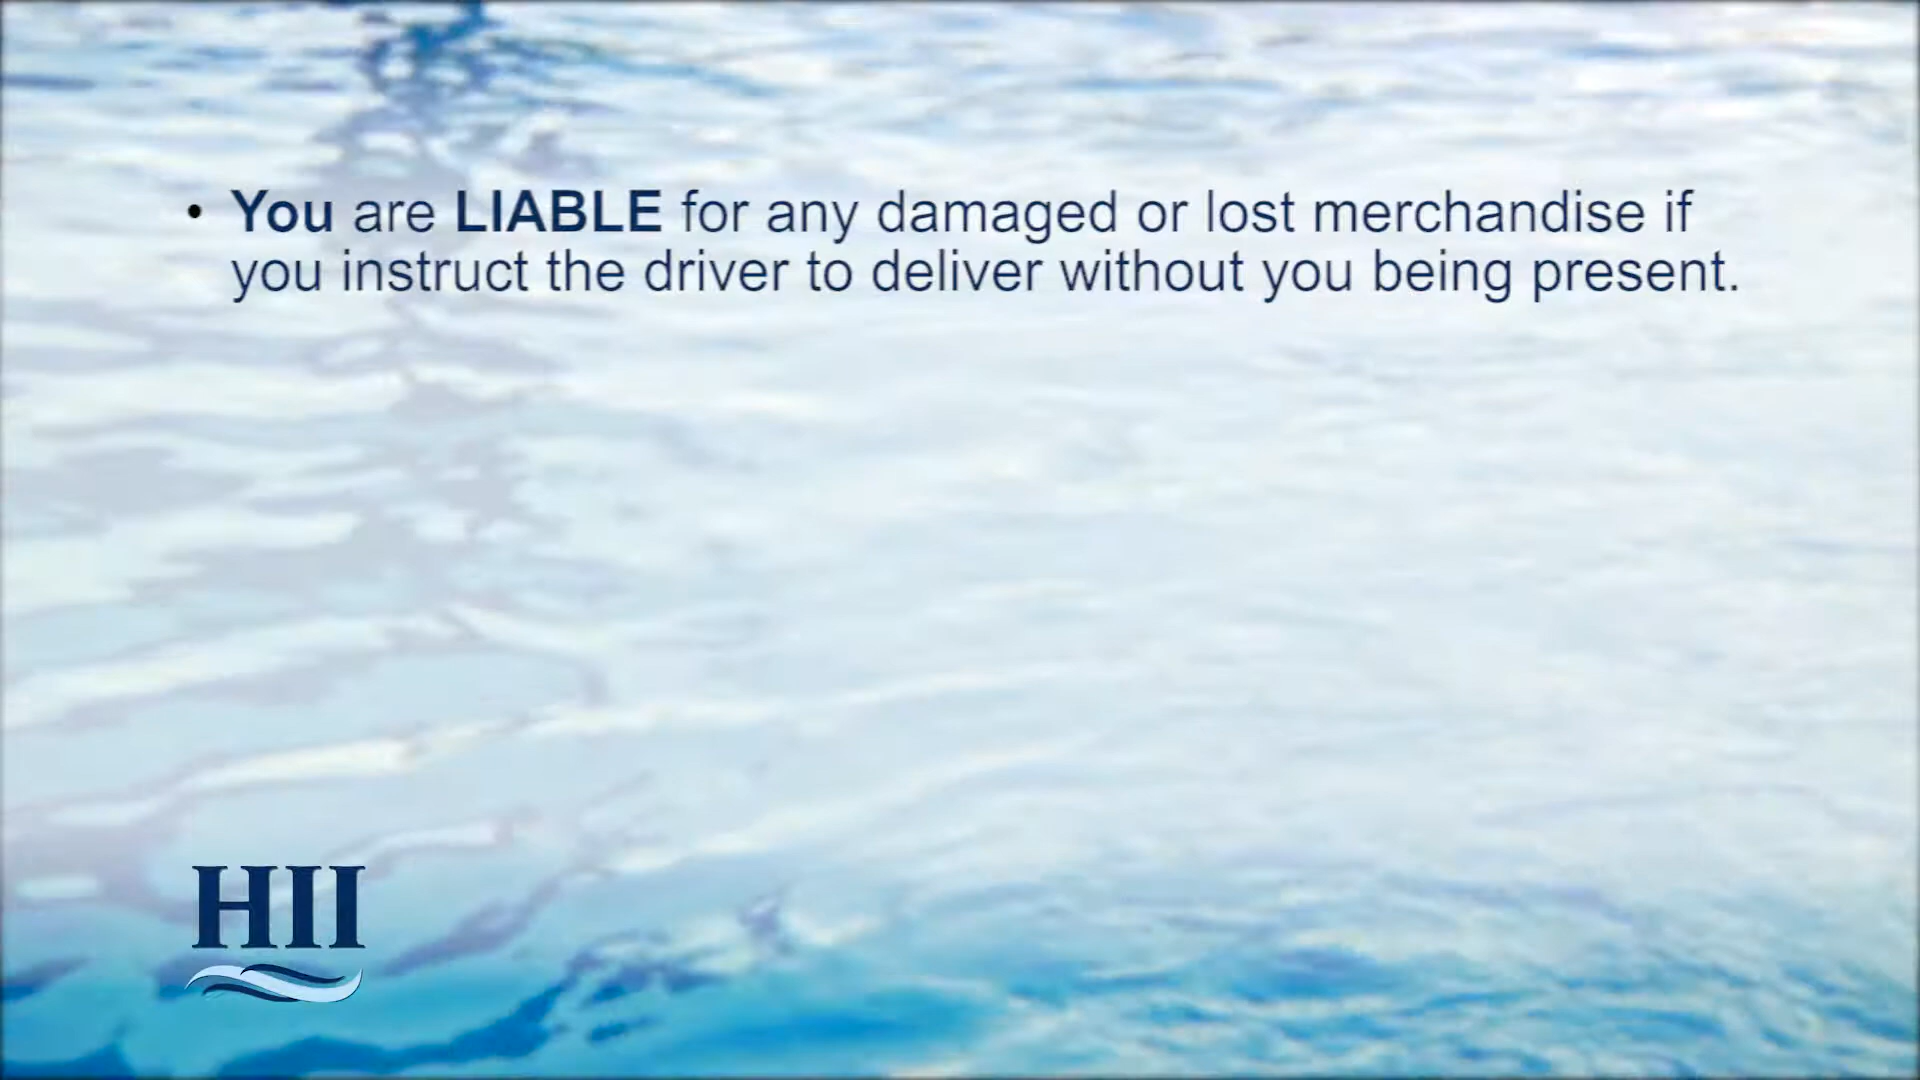 • You are LIABLE for any damaged or lost merchandise if
you instruct the driver to deliver without you being present.
HII